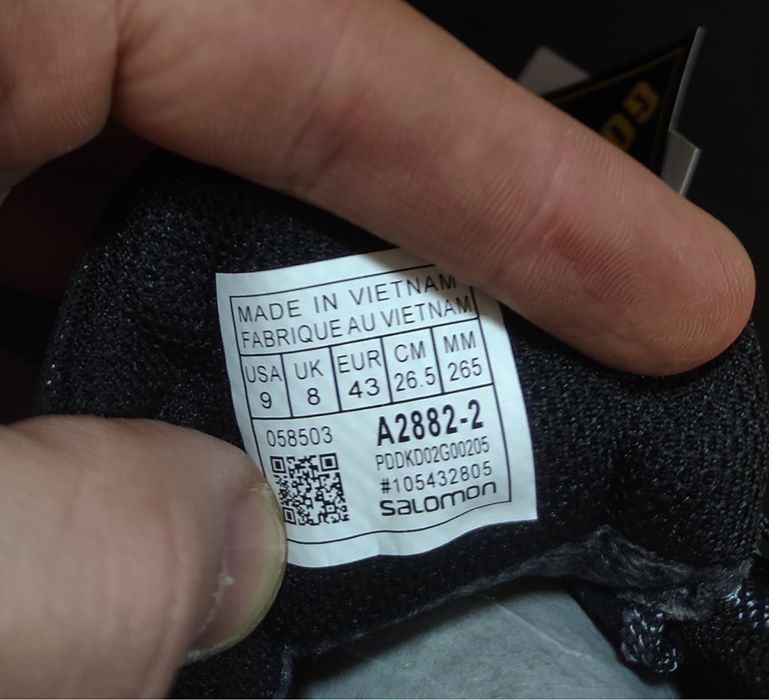 GO
MADE IN VIETNAM
FABRIQUE AU VIETNAM
USA UK EUR CM MM
9 8 43 26.5 265
058503 A2882-2
PDDKD02G00205
#105432805
salomon